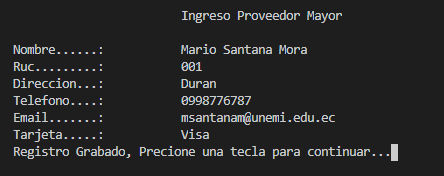 Ingreso Proveedor Mayor
Nombre......: Mario Santana Mora
Ruc.........: 001
Direccion...: Duran
Telefono....: 0998776787
Email.......: msantanam@unemi.edu.ec
Tarjeta.....: Visa
Registro Grabado, Precione una tecla para continuar...